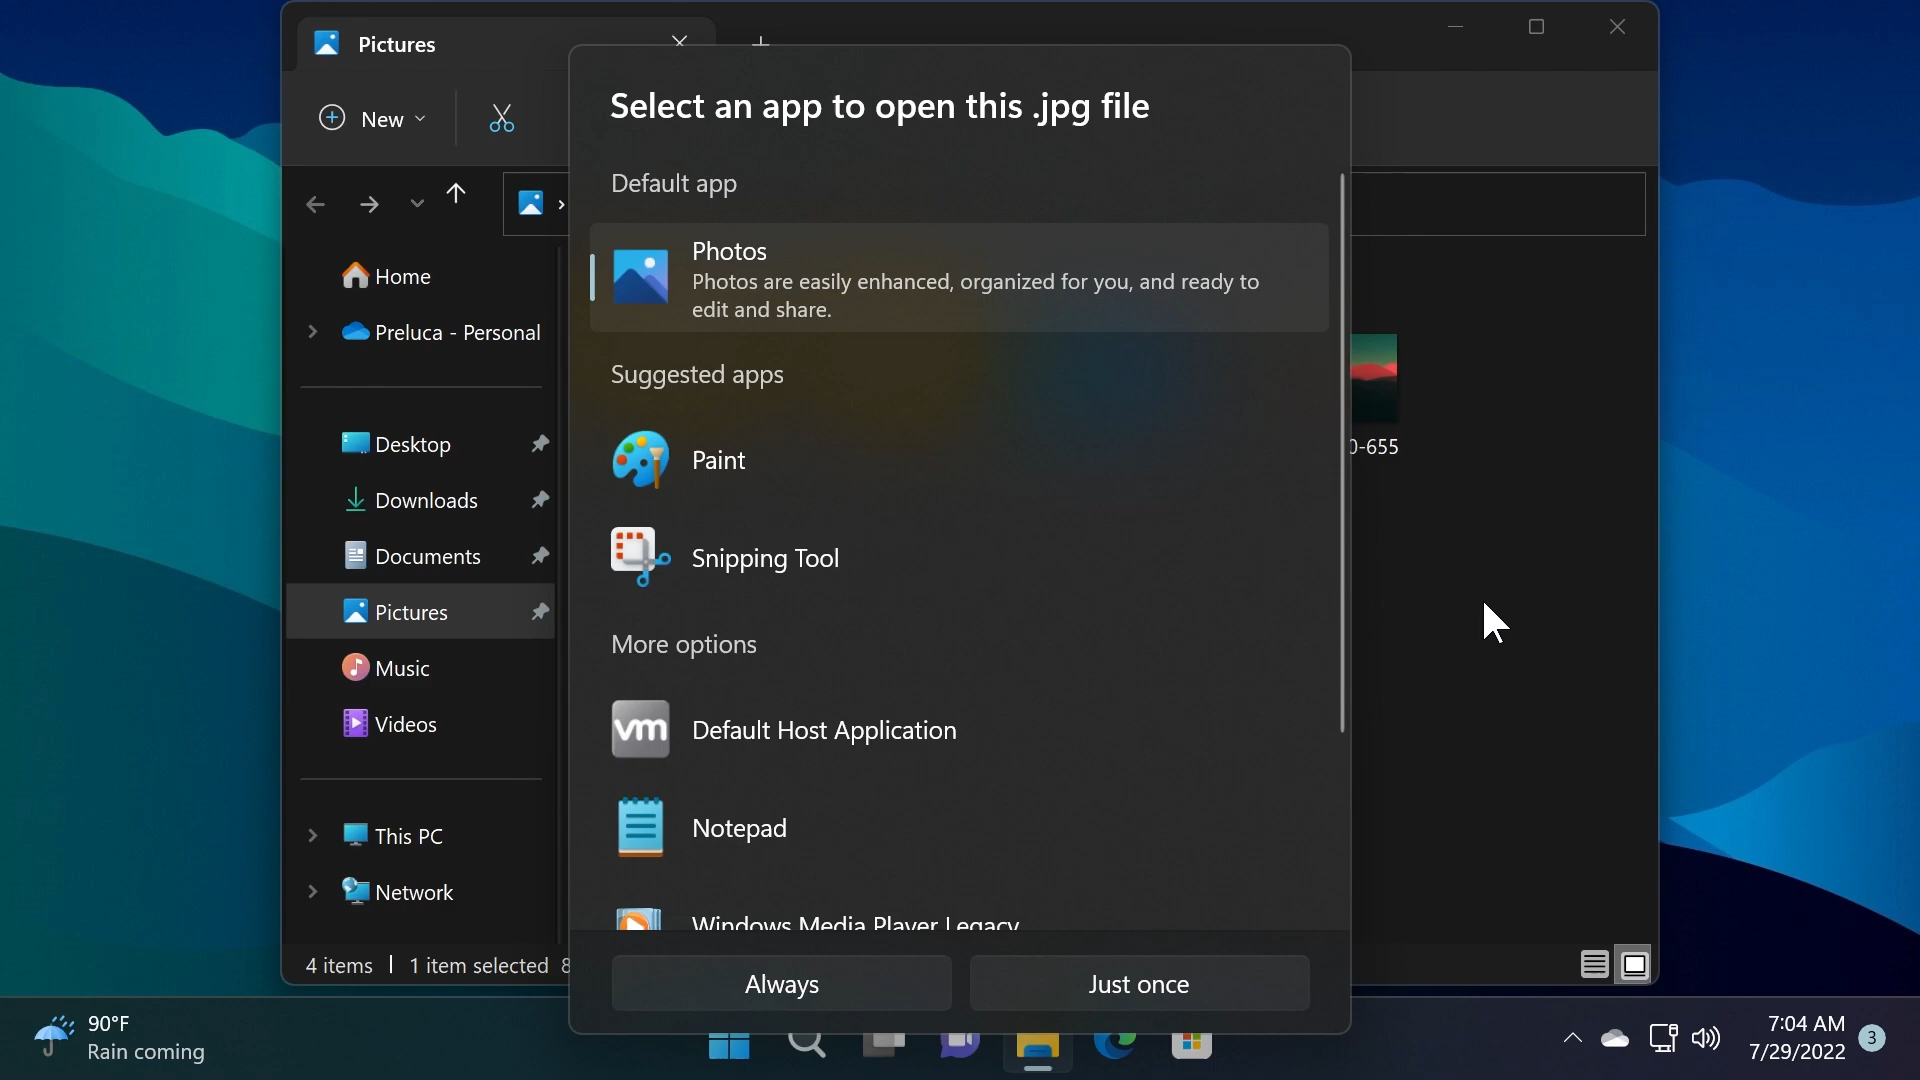 Pictures
New
Select an app to open this .jpg file
Default app
Photos
Photos are easily enhanced, organized for you, and ready to
edit and share.
Suggested apps
Paint
Snipping Tool
More options
vm
Default Host Application
Notepad
Windows Media Player Legacy
Always
Just once
Home
Preluca - Personal
Desktop
Downloads
Documents
Pictures
Music
Videos
This PC
Network
0-655
4 items
1 item selected 8
90°F
Rain coming
7:04 AM
7/29/2022
3